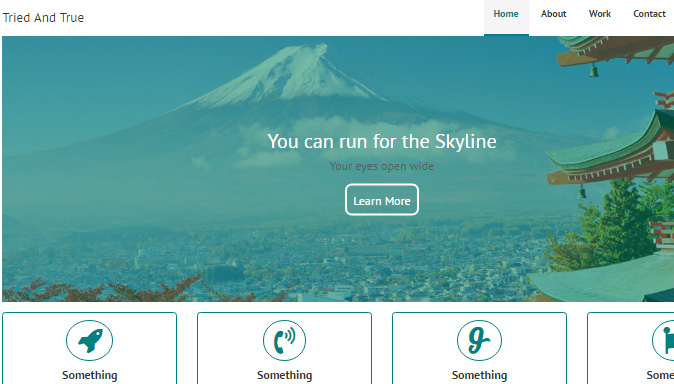 Tried And True
Home About Work Contact
You can run for the Skyline
Your eyes open wide
Learn More
Something Something Something